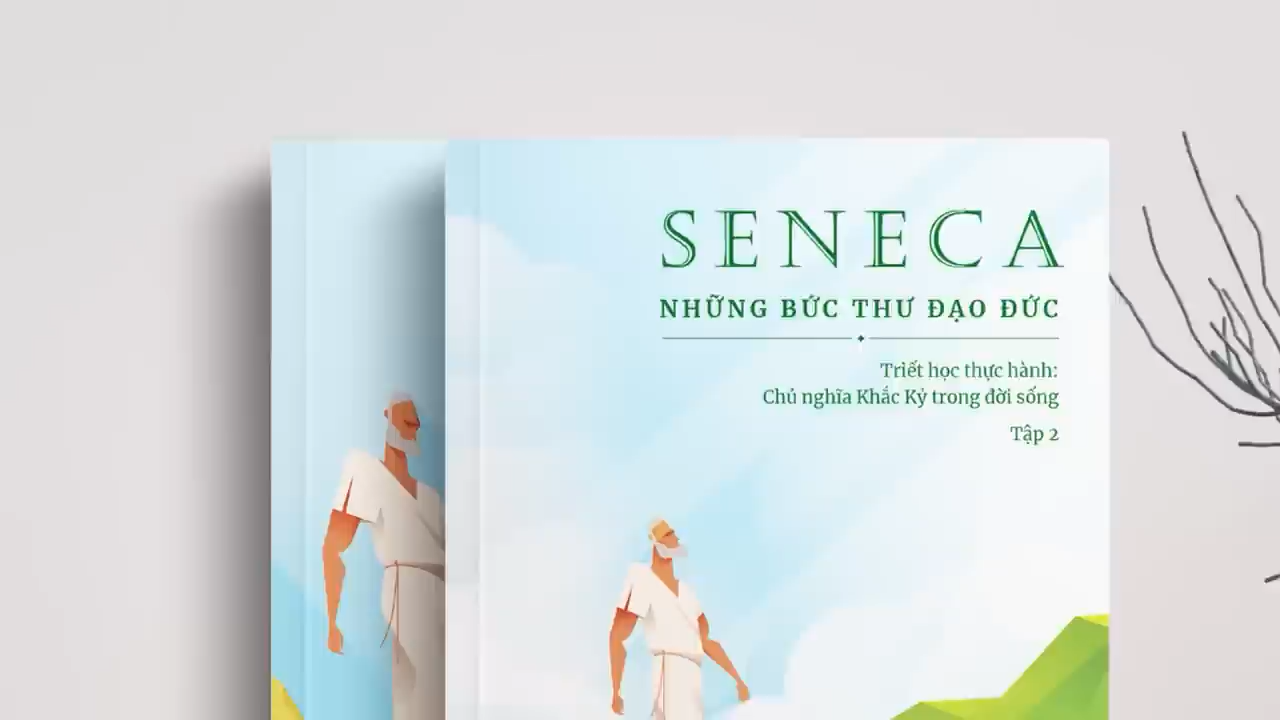 SENECA
NHỮNG BỨC THƯ ĐẠO ĐỨC
Triết học thực hành:
Chủ nghĩa Khắc Kỷ trong đời sống
Tập 2